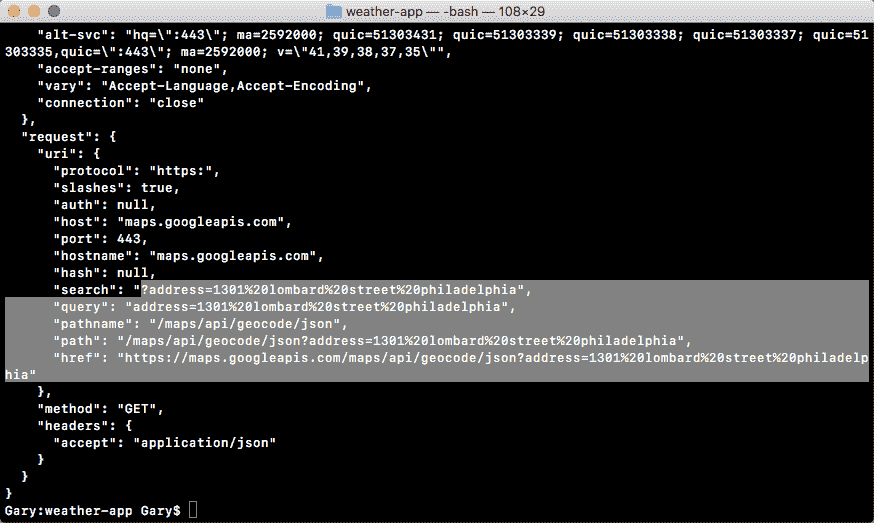 weather-app — -bash — 108×29
"alt-svc": "hq=\":443\"; ma=2592000; quic=51303431; quic=51303339; quic=51303338; quic=51303337; quic=51
303335,quic=\":443\"; ma=2592000; v=\"41,39,38,37,35\"",
"accept-ranges": "none",
"vary": "Accept-Language,Accept-Encoding",
"connection": "close"
},
"request": {
"uri": {
"protocol": "https:",
"slashes": true,
"auth": null,
"host": "maps.googleapis.com",
"port": 443,
"hostname": "maps.googleapis.com",
"hash": null,
"search": "?address=1301%20lombard%20street%20philadelphia",
"query": "address=1301%20lombard%20street%20philadelphia",
"pathname": "/maps/api/geocode/json",
"path": "/maps/api/geocode/json?address=1301%20lombard%20street%20philadelphia",
"href": "https://maps.googleapis.com/maps/api/geocode/json?address=1301%20lombard%20street%20philadelp
hia"
},
"method": "GET",
"headers": {
"accept": "application/json"
}
}
}
Gary:weather-app Gary$